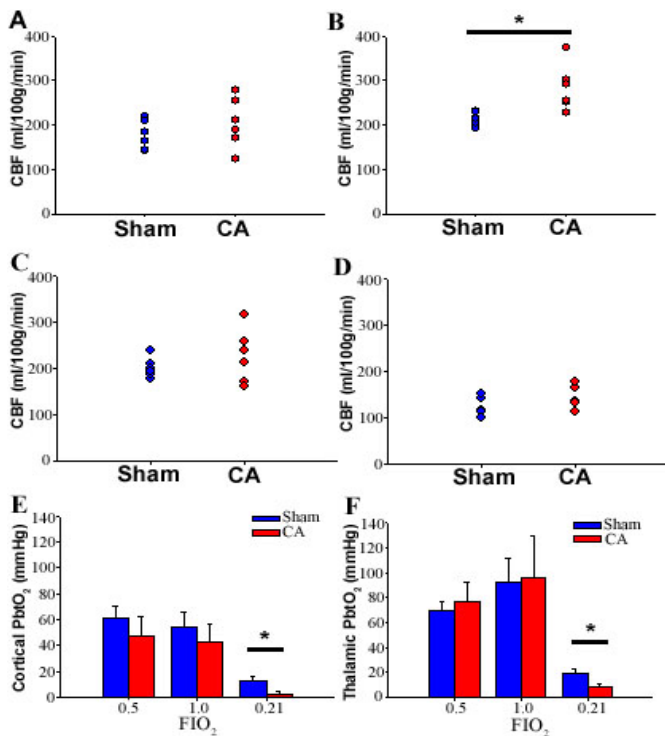 A
CBF (ml/100g/min)
400
300
200
100
0
Sham CA
B
*
CBF (ml/100g/min)
400
300
200
100
0
Sham CA
C
CBF (ml/100g/min)
400
300
200
100
0
Sham CA
D
CBF (ml/100g/min)
400
300
200
100
0
Sham CA
E
Cortical PbtO2 (mmHg)
140
120
100
80
60
40
20
0
Sham
CA
*
0.5 1.0 0.21
FIO2
F
Thalamic PbtO2 (mmHg)
140
120
100
80
60
40
20
0
Sham
CA
*
0.5 1.0 0.21
FIO2